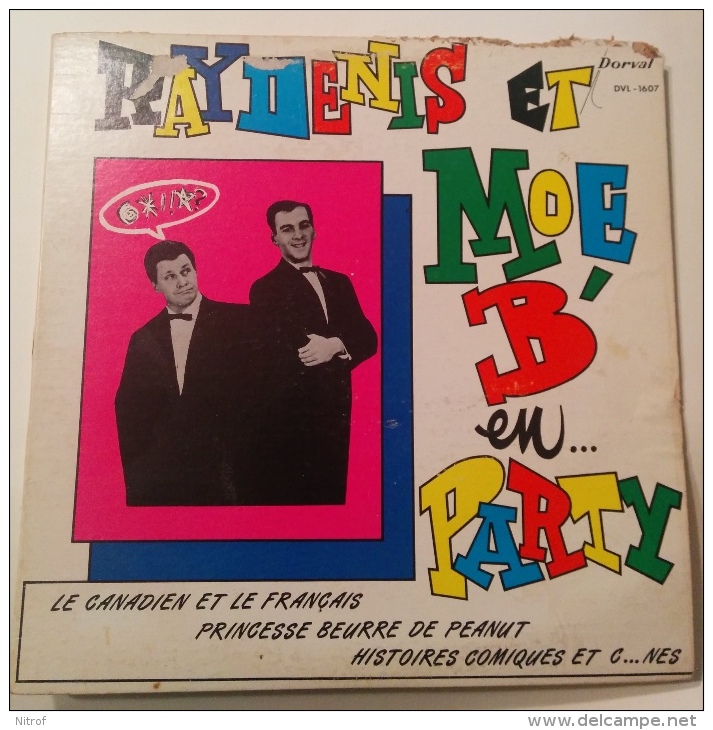 RAY DENIS ET
Dorval
DVL-1607
MOE
B'
en...
PARTY
LE CANADIEN ET LE FRANÇAIS
PRINCESSE BEURRE DE PEANUT
HISTOIRES COMIQUES ET C...NES
Nitrof
www.delcampe.net